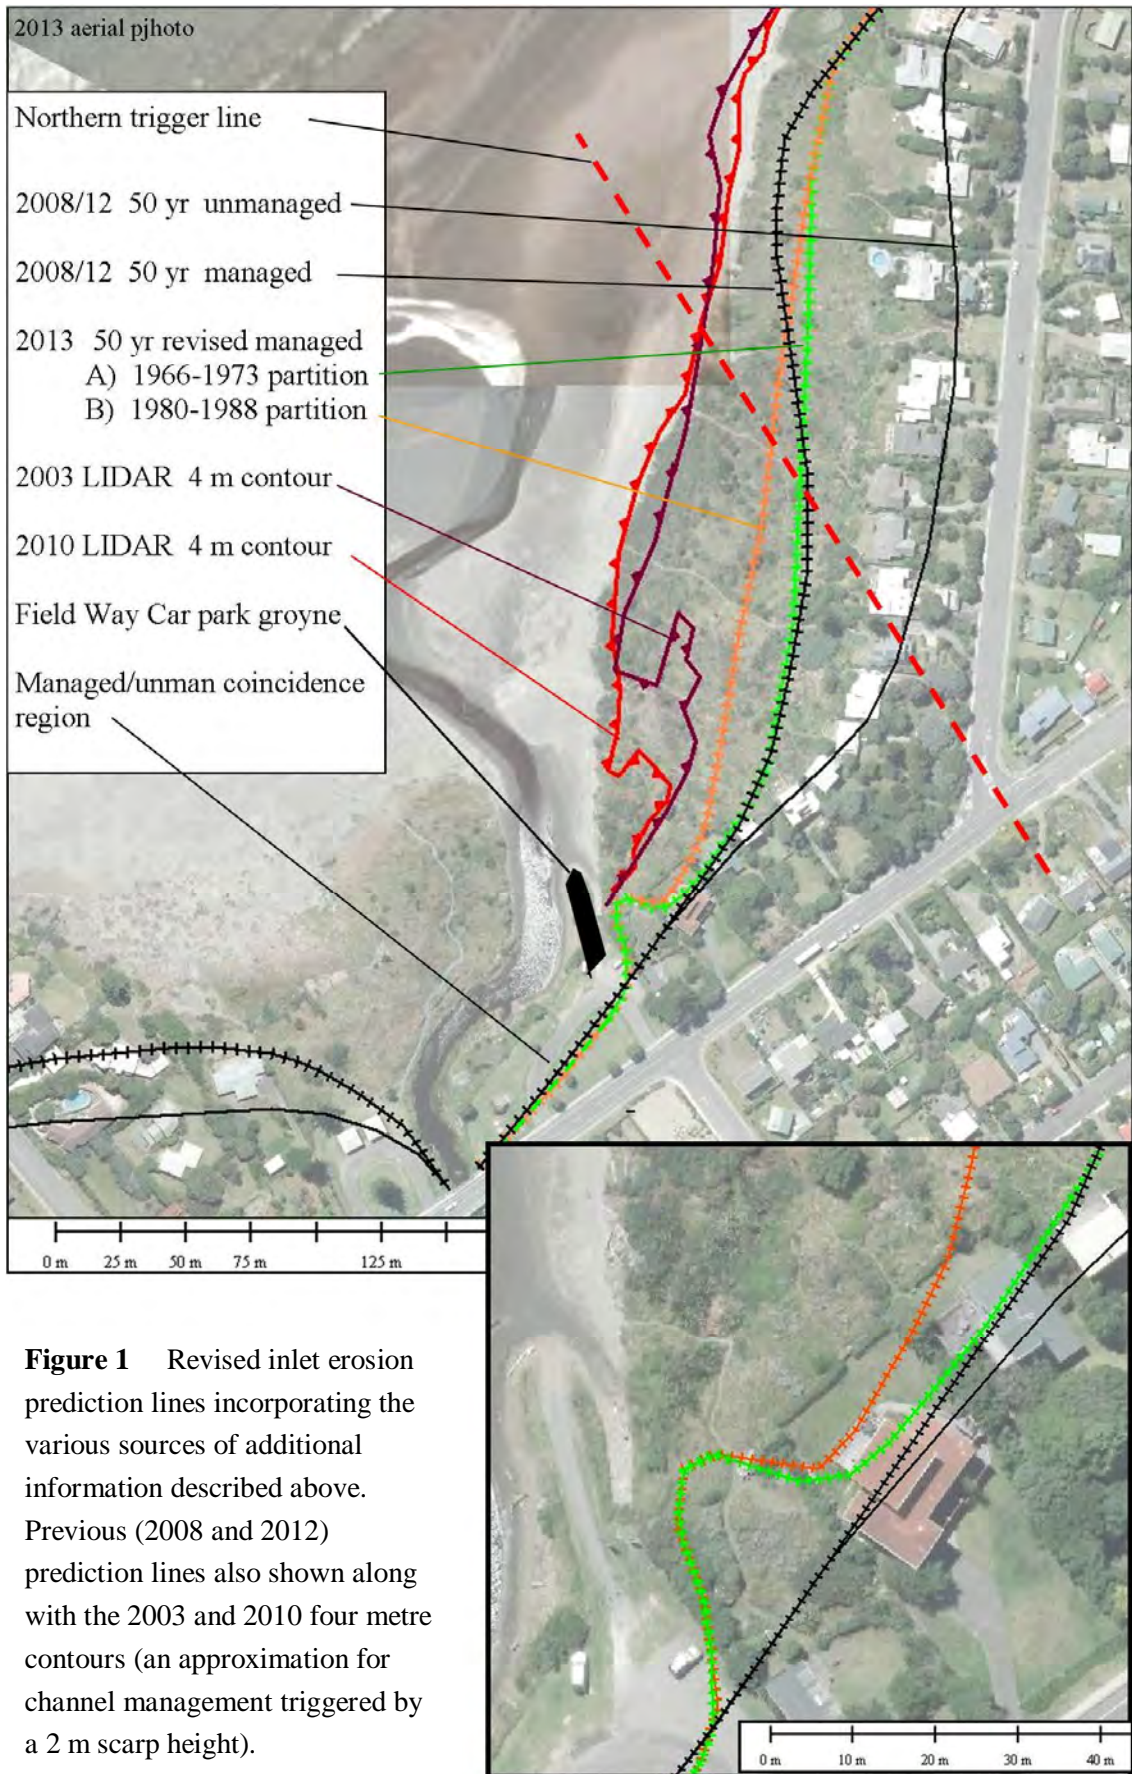 2013 aerial pjhoto
Northern trigger line
2008/12 50 yr unmanaged
2008/12 50 yr managed
2013 50 yr revised managed
A) 1966-1973 partition
B) 1980-1988 partition
2003 LIDAR 4 m contour
2010 LIDAR 4 m contour
Field Way Car park groyne
Managed/unman coincidence
region
0 m 25 m 50 m 75 m 125 m
Figure 1 Revised inlet erosion
prediction lines incorporating the
various sources of additional
information described above.
Previous (2008 and 2012)
prediction lines also shown along
with the 2003 and 2010 four metre
contours (an approximation for
channel management triggered by
a 2 m scarp height).
0 m 10 m 20 m 30 m 40 m